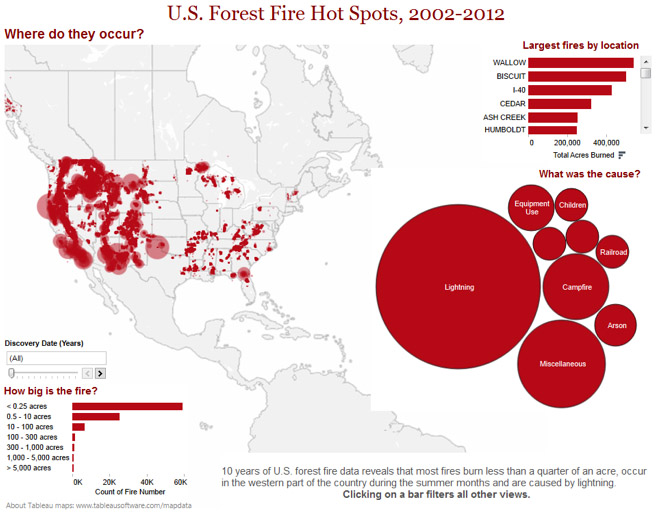 U.S. Forest Fire Hot Spots, 2002-2012
Where do they occur?
Largest fires by location
WALLOW
BISCUIT
I-40
CEDAR
ASH CREEK
HUMBOLDT
0 200,000 400,000
Total Acres Burned
What was the cause?
Equipment
Use
Children
Railroad
Lightning
Campfire
Arson
Miscellaneous
Discovery Date (Years)
(All)
How big is the fire?
< 0.25 acres
0.5 - 10 acres
10 - 100 acres
100 - 300 acres
300 - 1,000 acres
1,000 - 5,000 acres
> 5,000 acres
0K 20K 40K 60K
Count of Fire Number
10 years of U.S. forest fire data reveals that most fires burn less than a quarter of an acre, occur
in the western part of the country during the summer months and are caused by lightning.
Clicking on a bar filters all other views.
About Tableau maps: www.tableausoftware.com/mapdata